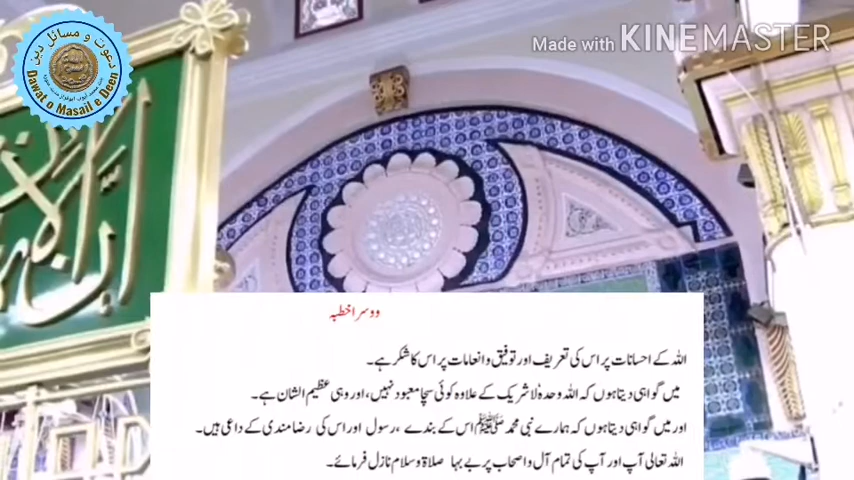 Made with KINEMASTER
دعوت و مسائل دین
Dawat o Masail e Deen
دوسرا خطبہ
اللہ کے احسانات پر اس کی تعریف اور توفیق و انعامات پر اس کا شکر ہے۔
میں گواہی دیتا ہوں کہ اللہ وحدہٗ لا شریک کے علاوہ کوئی سچا معبود نہیں، اور وہی عظیم الشان ہے۔
اور میں گواہی دیتا ہوں کہ ہمارے نبی محمد ﷺ اس کے بندے، رسول اور اس کی رضا مندی کے داعی ہیں۔
اللہ تعالی آپ اور آپ کی تمام آل و اصحاب پر بے بہا صلاۃ و سلام نازل فرمائے۔